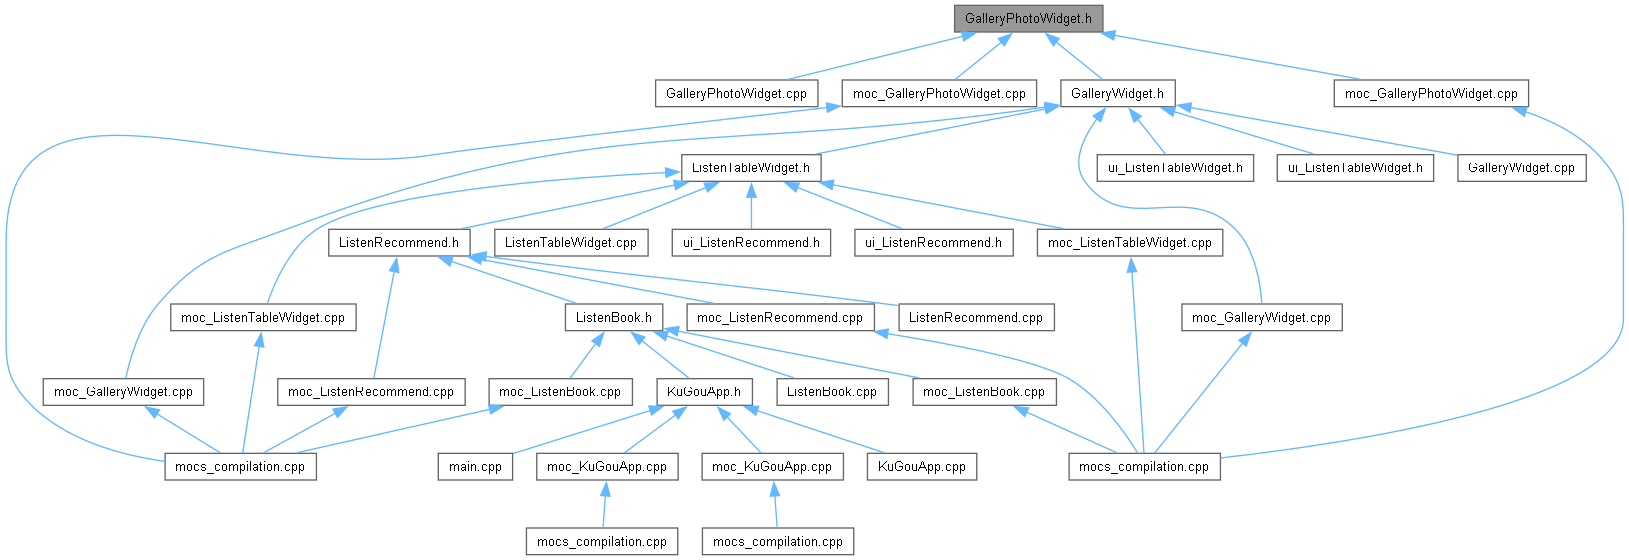 GalleryPhotoWidget.h
GalleryPhotoWidget.cpp
moc_GalleryPhotoWidget.cpp
GalleryWidget.h
moc_GalleryPhotoWidget.cpp
ListenTableWidget.h
ui_ListenTableWidget.h
ui_ListenTableWidget.h
GalleryWidget.cpp
ListenRecommend.h
ListenTableWidget.cpp
ui_ListenRecommend.h
ui_ListenRecommend.h
moc_ListenTableWidget.cpp
moc_ListenTableWidget.cpp
ListenBook.h
moc_ListenRecommend.cpp
ListenRecommend.cpp
moc_GalleryWidget.cpp
moc_GalleryWidget.cpp
moc_ListenRecommend.cpp
moc_ListenBook.cpp
KuGouApp.h
ListenBook.cpp
moc_ListenBook.cpp
mocs_compilation.cpp
main.cpp
moc_KuGouApp.cpp
moc_KuGouApp.cpp
KuGouApp.cpp
mocs_compilation.cpp
mocs_compilation.cpp
mocs_compilation.cpp